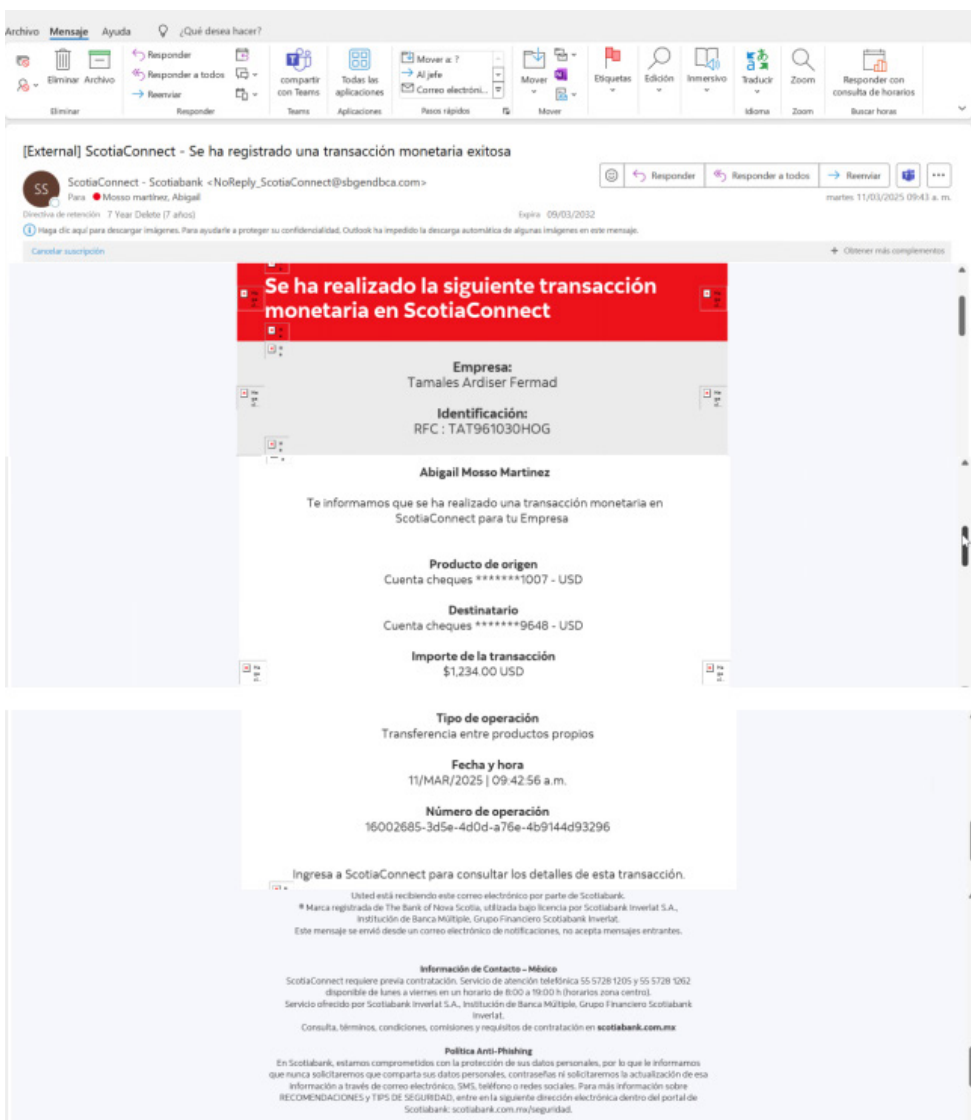 Archivo Mensaje Ayuda ¿Qué desea hacer?
Eliminar Archivo
Responder
Responder a todos
Reenviar
compartir con Teams
Todas las aplicaciones
Mover a: ?
Al jefe
Correo electróni...
Mover
Etiquetas
Edición
Inmersivo
Traducir
Zoom
Responder con consulta de horarios
Eliminar Responder Teams Aplicaciones Pasos rápidos Mover Idioma Zoom Buscar horas
[External] ScotiaConnect - Se ha registrado una transacción monetaria exitosa
SS
ScotiaConnect - Scotiabank <NoReply_ScotiaConnect@sbgendbca.com>
Responder Responder a todos Reenviar
Para Mosso martínez, Abigail
martes 11/03/2025 09:43 a. m.
Directiva de retención 7 Year Delete (7 años) Expira 09/03/2032
Haga clic aquí para descargar imágenes. Para ayudarle a proteger su confidencialidad, Outlook ha impedido la descarga automática de algunas imágenes en este mensaje.
Cancelar suscripción + Obtener más complementos
Se ha realizado la siguiente transacción
monetaria en ScotiaConnect
Empresa:
Tamales Ardiser Fermad
Identificación:
RFC : TAT961030HOG
Abigail Mosso Martinez
Te informamos que se ha realizado una transacción monetaria en
ScotiaConnect para tu Empresa
Producto de origen
Cuenta cheques *******1007 - USD
Destinatario
Cuenta cheques *******9648 - USD
Importe de la transacción
$1,234.00 USD
Tipo de operación
Transferencia entre productos propios
Fecha y hora
11/MAR/2025 | 09:42:56 a.m.
Número de operación
16002685-3d5e-4d0d-a76e-4b9144d93296
Ingresa a ScotiaConnect para consultar los detalles de esta transacción.
Usted está recibiendo este correo electrónico por parte de Scotiabank.
® Marca registrada de The Bank of Nova Scotia, utilizada bajo licencia por Scotiabank Inverlat S.A.,
Institución de Banca Múltiple, Grupo Financiero Scotiabank Inverlat.
Este mensaje se envió desde un correo electrónico de notificaciones, no acepta mensajes entrantes.
Información de Contacto – México
ScotiaConnect requiere previa contratación. Servicio de atención telefónica 55 5728 1205 y 55 5728 1262
disponible de lunes a viernes en un horario de 8:00 a 19:00 h (horarios zona centro).
Servicio ofrecido por Scotiabank Inverlat S.A., Institución de Banca Múltiple, Grupo Financiero Scotiabank
Inverlat.
Consulta, términos, condiciones, comisiones y requisitos de contratación en scotiabank.com.mx
Política Anti-Phishing
En Scotiabank, estamos comprometidos con la protección de sus datos personales, por lo que le informamos
que nunca solicitaremos que comparta sus datos personales, contraseñas ni solicitaremos la actualización de esa
información a través de correo electrónico, SMS, teléfono o redes sociales. Para más información sobre
RECOMENDACIONES y TIPS DE SEGURIDAD, entre en la siguiente dirección electrónica dentro del portal de
Scotiabank: scotiabank.com.mx/seguridad.